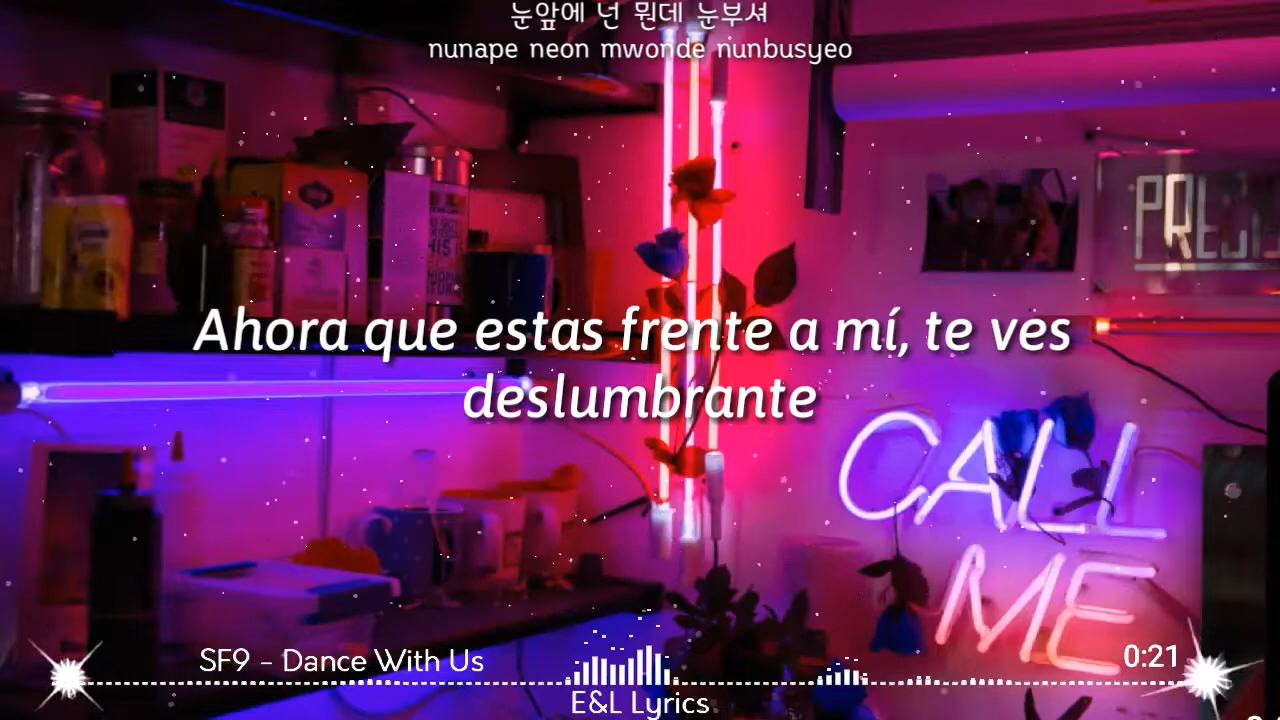 눈앞에 넌 뭔데 눈부셔
nunape neon mwonde nunbusyeo
Ahora que estas frente a mí, te ves
deslumbrante
CALL
ME
SF9 - Dance With Us
0:21
E&L Lyrics